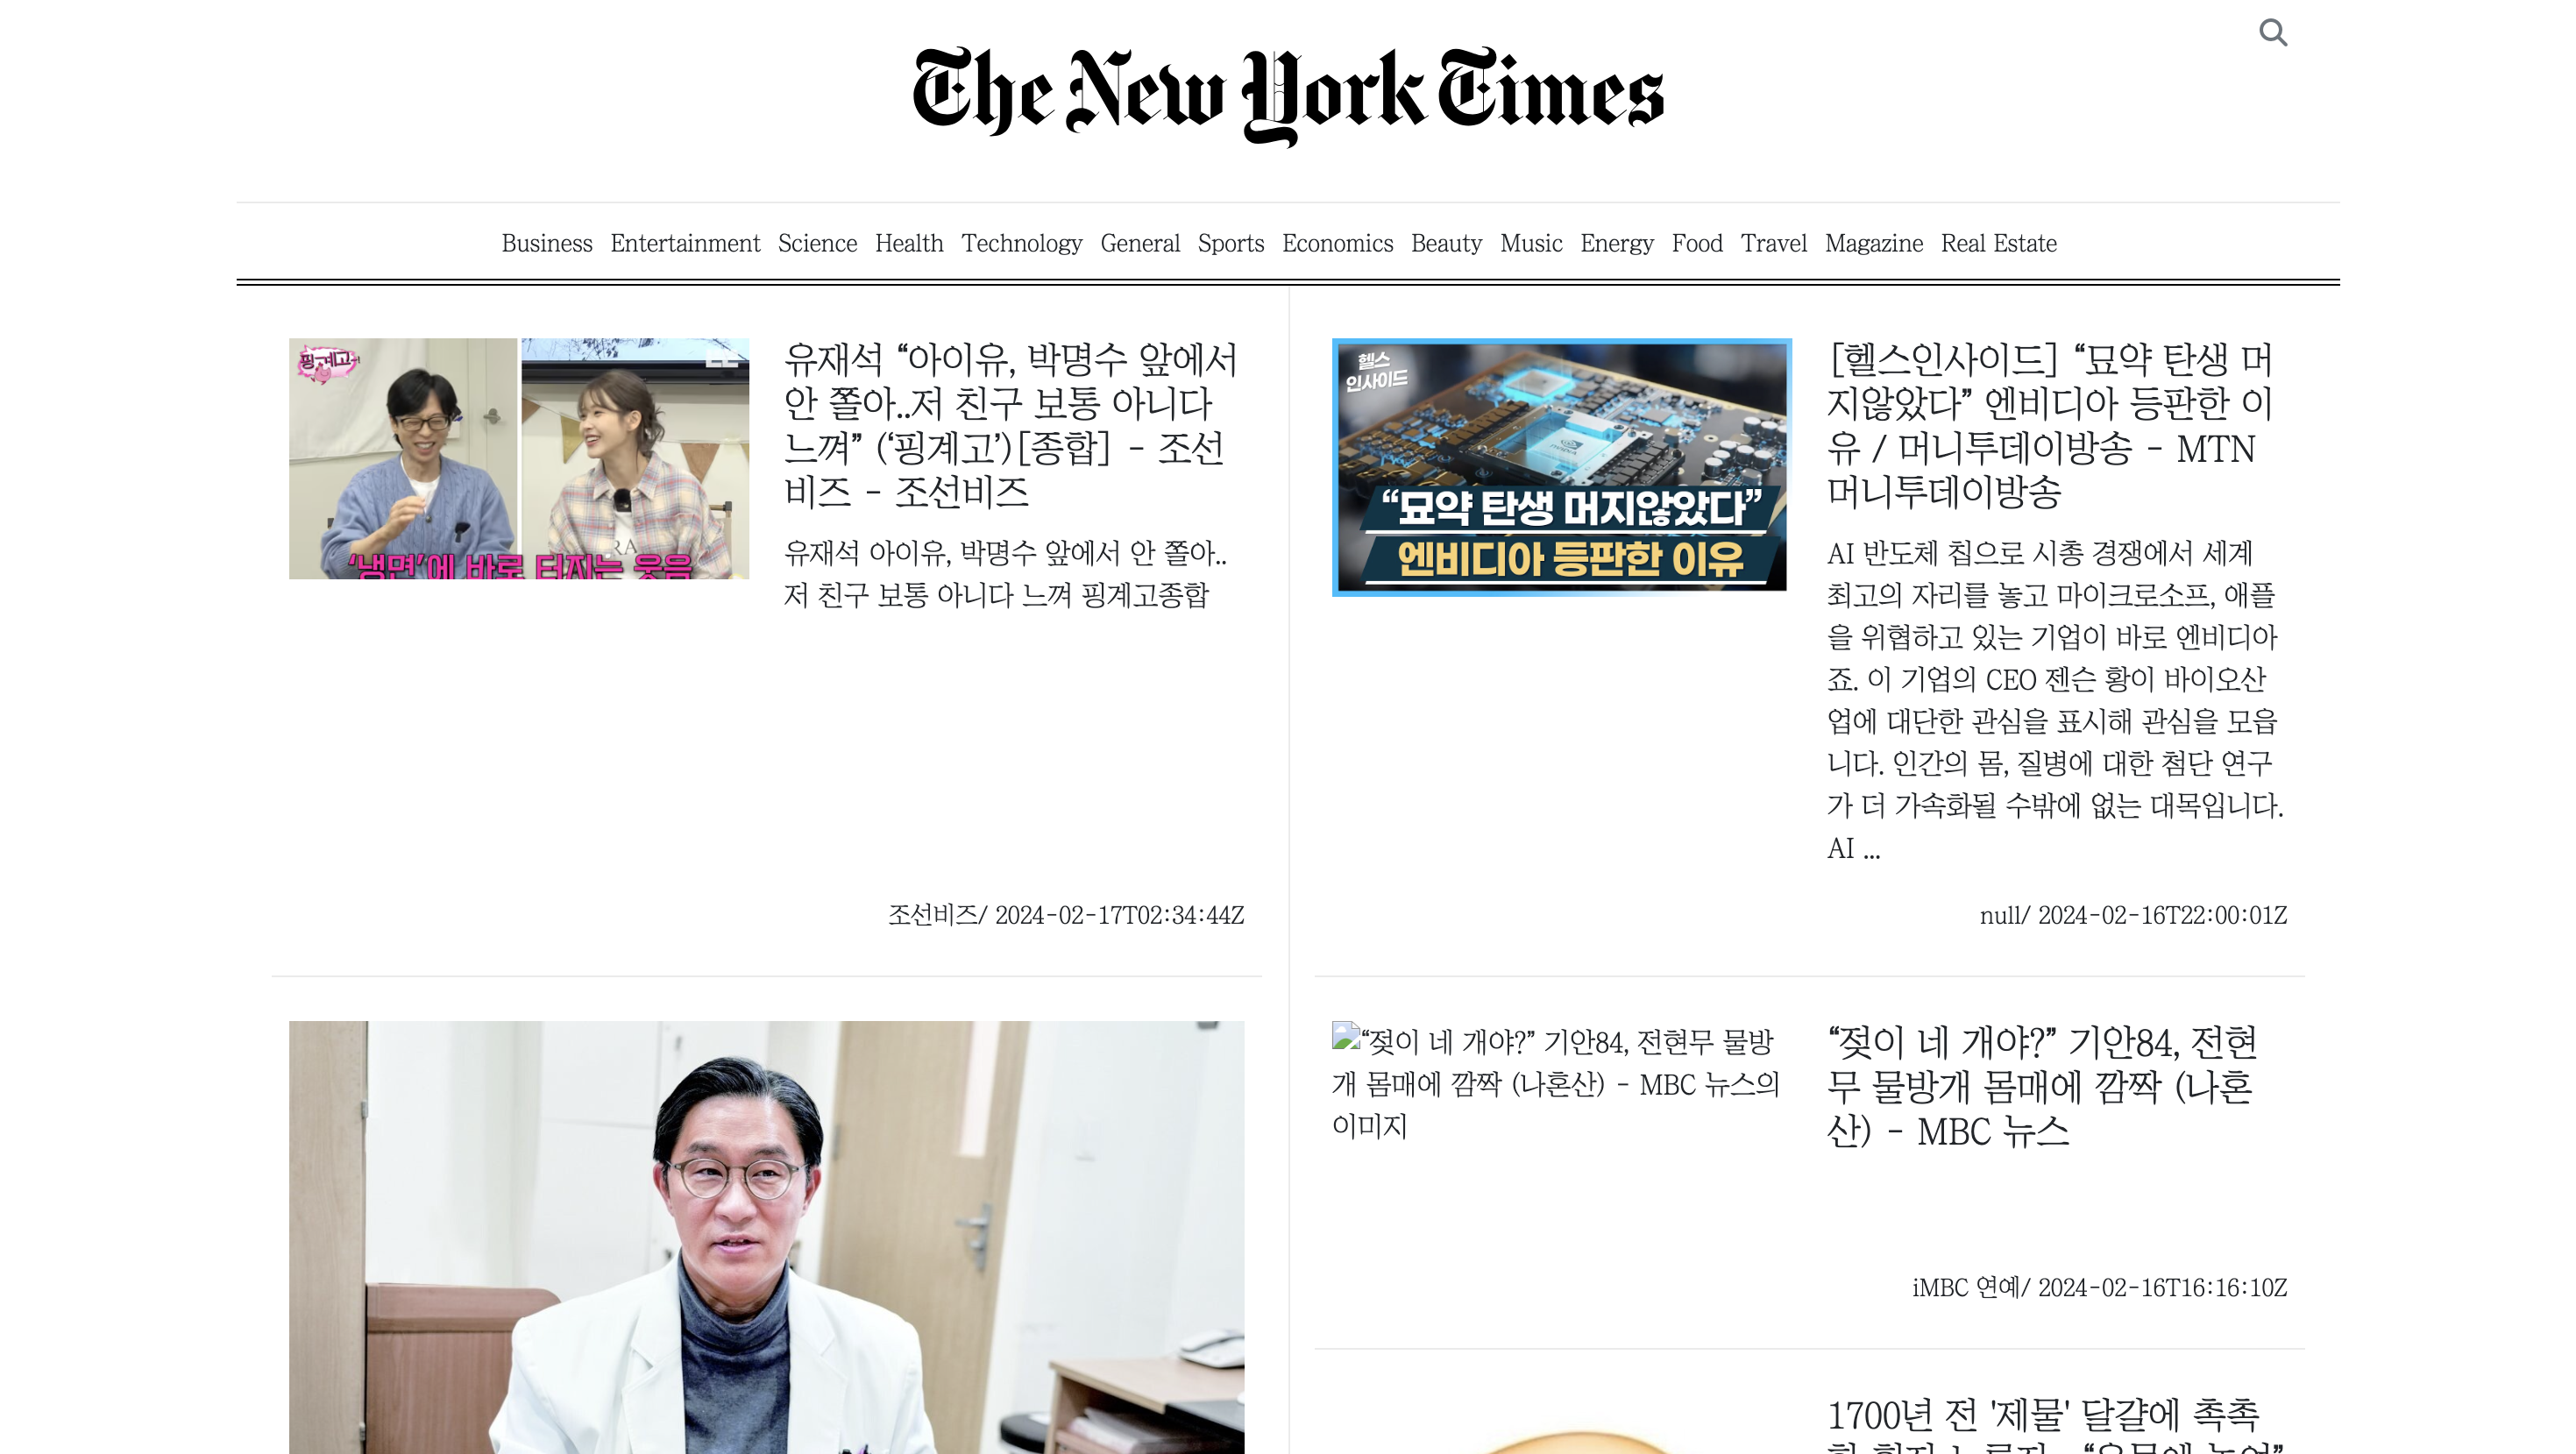 The New York Times
Business Entertainment Science Health Technology General Sports Economics Beauty Music Energy Food Travel Magazine Real Estate
핑계고
‘냉면’에 바로 터지는 웃음
유재석 “아이유, 박명수 앞에서
안 쫄아..저 친구 보통 아니다
느껴” (‘핑계고’)[종합] - 조선
비즈 - 조선비즈
유재석 아이유, 박명수 앞에서 안 쫄아..
저 친구 보통 아니다 느껴 핑계고종합
조선비즈/ 2024-02-17T02:34:44Z
헬스
인사이드
“묘약 탄생 머지않았다”
엔비디아 등판한 이유
[헬스인사이드] “묘약 탄생 머
지않았다” 엔비디아 등판한 이
유 / 머니투데이방송 - MTN
머니투데이방송
AI 반도체 칩으로 시총 경쟁에서 세계
최고의 자리를 놓고 마이크로소프, 애플
을 위협하고 있는 기업이 바로 엔비디아
죠. 이 기업의 CEO 젠슨 황이 바이오산
업에 대단한 관심을 표시해 관심을 모읍
니다. 인간의 몸, 질병에 대한 첨단 연구
가 더 가속화될 수밖에 없는 대목입니다.
AI ...
null/ 2024-02-16T22:00:01Z
“젖이 네 개야?” 기안84, 전현무 물방
개 몸매에 깜짝 (나혼산) - MBC 뉴스의
이미지
“젖이 네 개야?” 기안84, 전현
무 물방개 몸매에 깜짝 (나혼
산) - MBC 뉴스
iMBC 연예/ 2024-02-16T16:16:10Z
1700년 전 '제물' 달걀에 촉촉